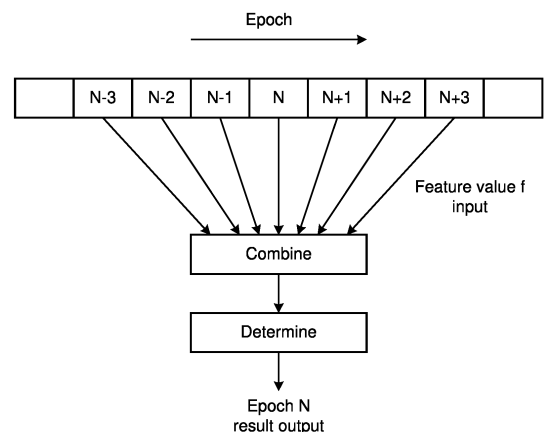 Epoch
N-3 N-2 N-1 N N+1 N+2 N+3
Feature value f
input
Combine
Determine
Epoch N
result output